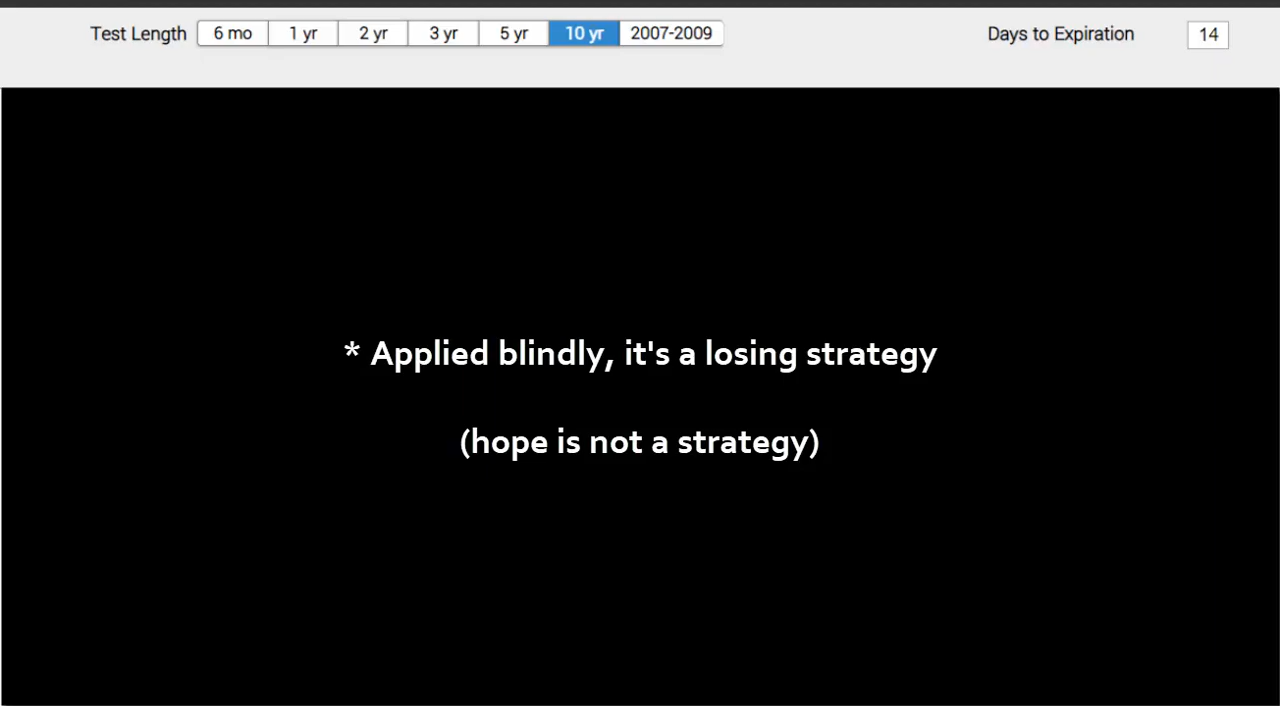 Test Length 6 mo 1 yr 2 yr 3 yr 5 yr 10 yr 2007-2009 Days to Expiration 14
* Applied blindly, it's a losing strategy
(hope is not a strategy)